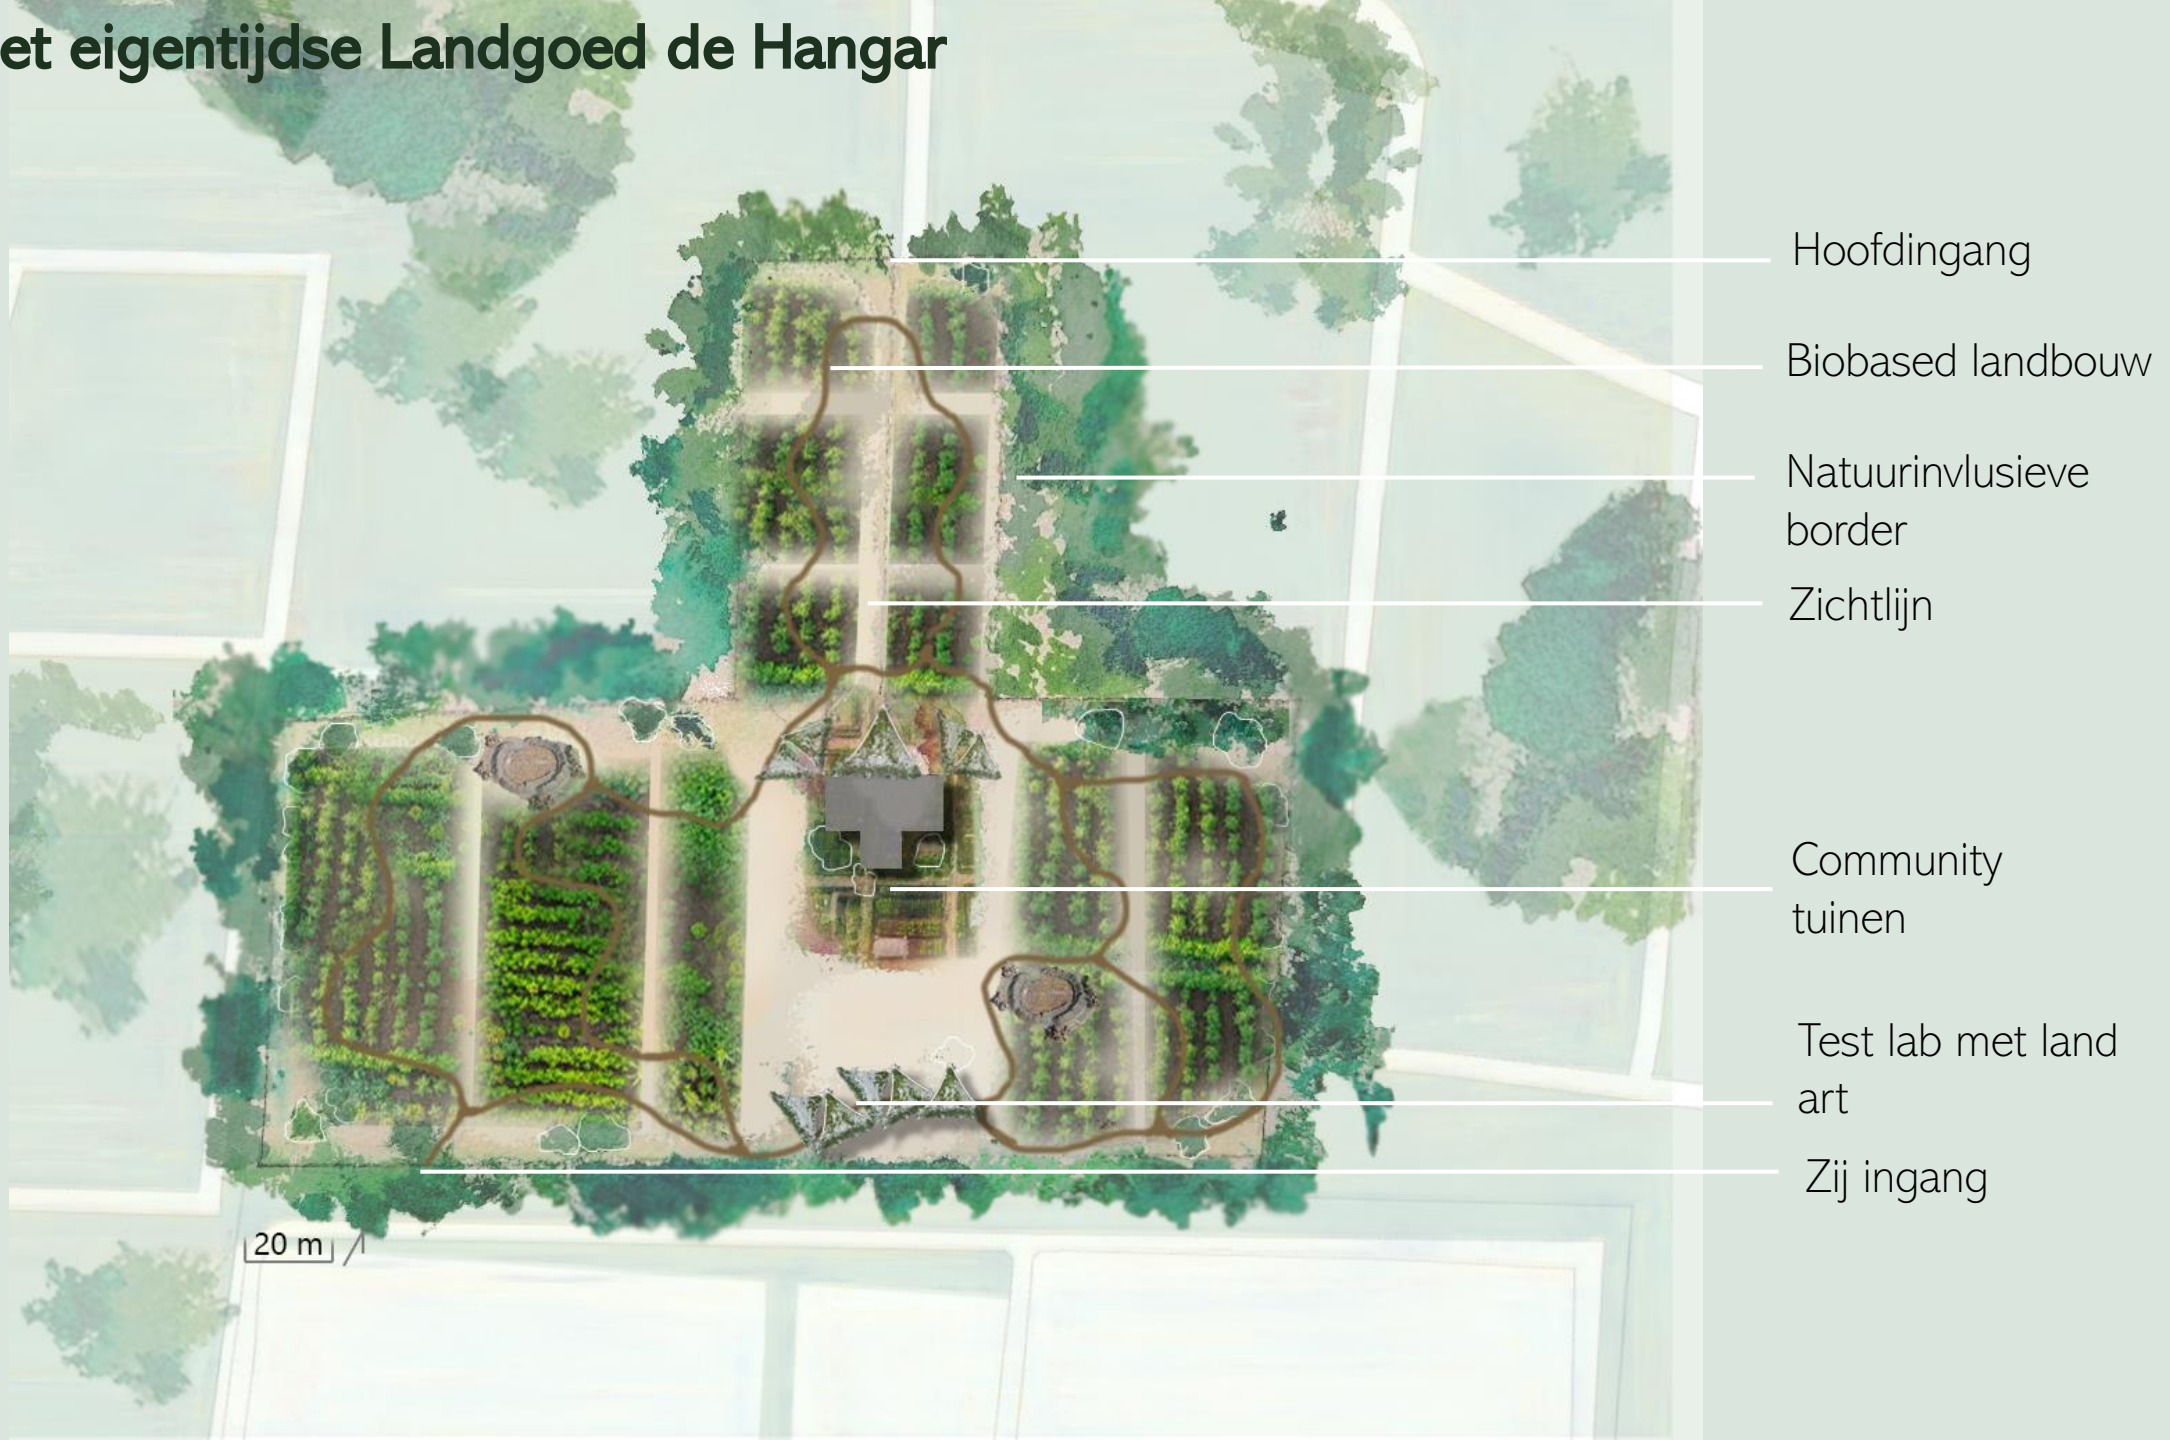 et eigentijdse Landgoed de Hangar
Hoofdingang
Biobased landbouw
Natuurinvlusieve
border
Zichtlijn
Community
tuinen
Test lab met land
art
Zij ingang
20 m